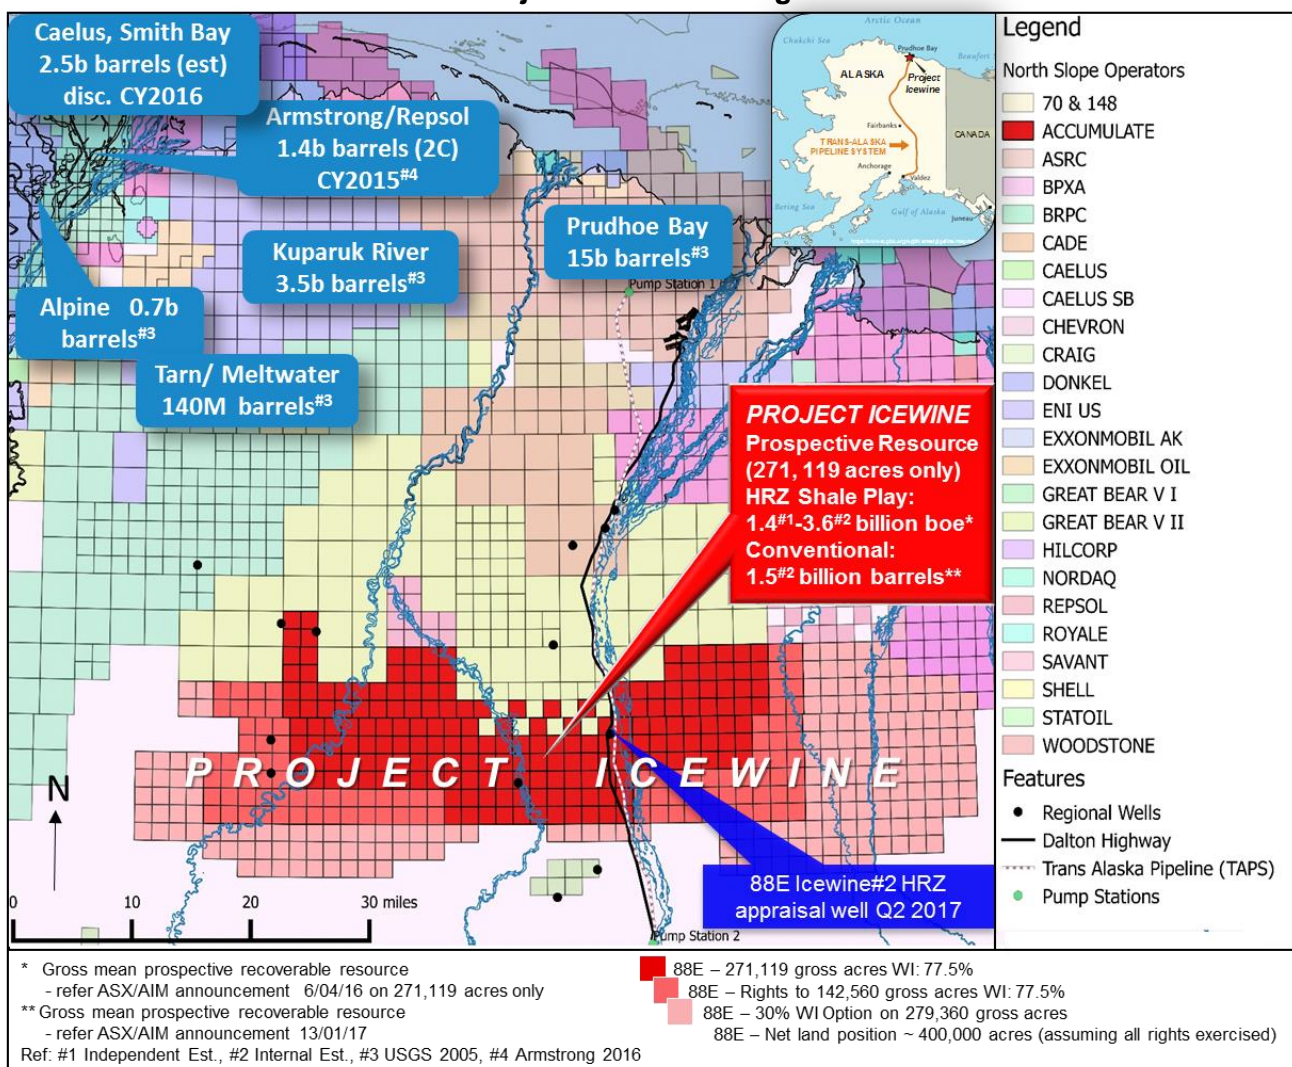 Caelus, Smith Bay
2.5b barrels (est)
disc. CY2016
Armstrong/Repsol
1.4b barrels (2C)
CY2015#4
Kuparuk River
3.5b barrels#3
Prudhoe Bay
15b barrels#3
Pump Station 1
Alpine 0.7b
barrels#3
Tarn/ Meltwater
140M barrels#3
Arctic Ocean
Chukchi Sea
Prudhoe Bay
Beaufort
ALASKA
Project
Icewine
Fairbanks
CANADA
TRANS-ALASKA
PIPELINE SYSTEM
Anchorage
Valdez
Bering Sea
Gulf of Alaska
Juneau
PROJECT ICEWINE
Prospective Resource
(271, 119 acres only)
HRZ Shale Play:
1.4#1-3.6#2 billion boe*
Conventional:
1.5#2 billion barrels**
PROJECT ICEWINE
N
88E Icewine#2 HRZ
appraisal well Q2 2017
0 10 20 30 miles
Pump Station 2
Legend
North Slope Operators
70 & 148
ACCUMULATE
ASRC
BPXA
BRPC
CADE
CAELUS
CAELUS SB
CHEVRON
CRAIG
DONKEL
ENI US
EXXONMOBIL AK
EXXONMOBIL OIL
GREAT BEAR V I
GREAT BEAR V II
HILCORP
NORDAQ
REPSOL
ROYALE
SAVANT
SHELL
STATOIL
WOODSTONE
Features
Regional Wells
Dalton Highway
Trans Alaska Pipeline (TAPS)
Pump Stations
* Gross mean prospective recoverable resource
- refer ASX/AIM announcement 6/04/16 on 271,119 acres only
** Gross mean prospective recoverable resource
- refer ASX/AIM announcement 13/01/17
Ref: #1 Independent Est., #2 Internal Est., #3 USGS 2005, #4 Armstrong 2016
88E – 271,119 gross acres WI: 77.5%
88E – Rights to 142,560 gross acres WI: 77.5%
88E – 30% WI Option on 279,360 gross acres
88E – Net land position ~ 400,000 acres (assuming all rights exercised)